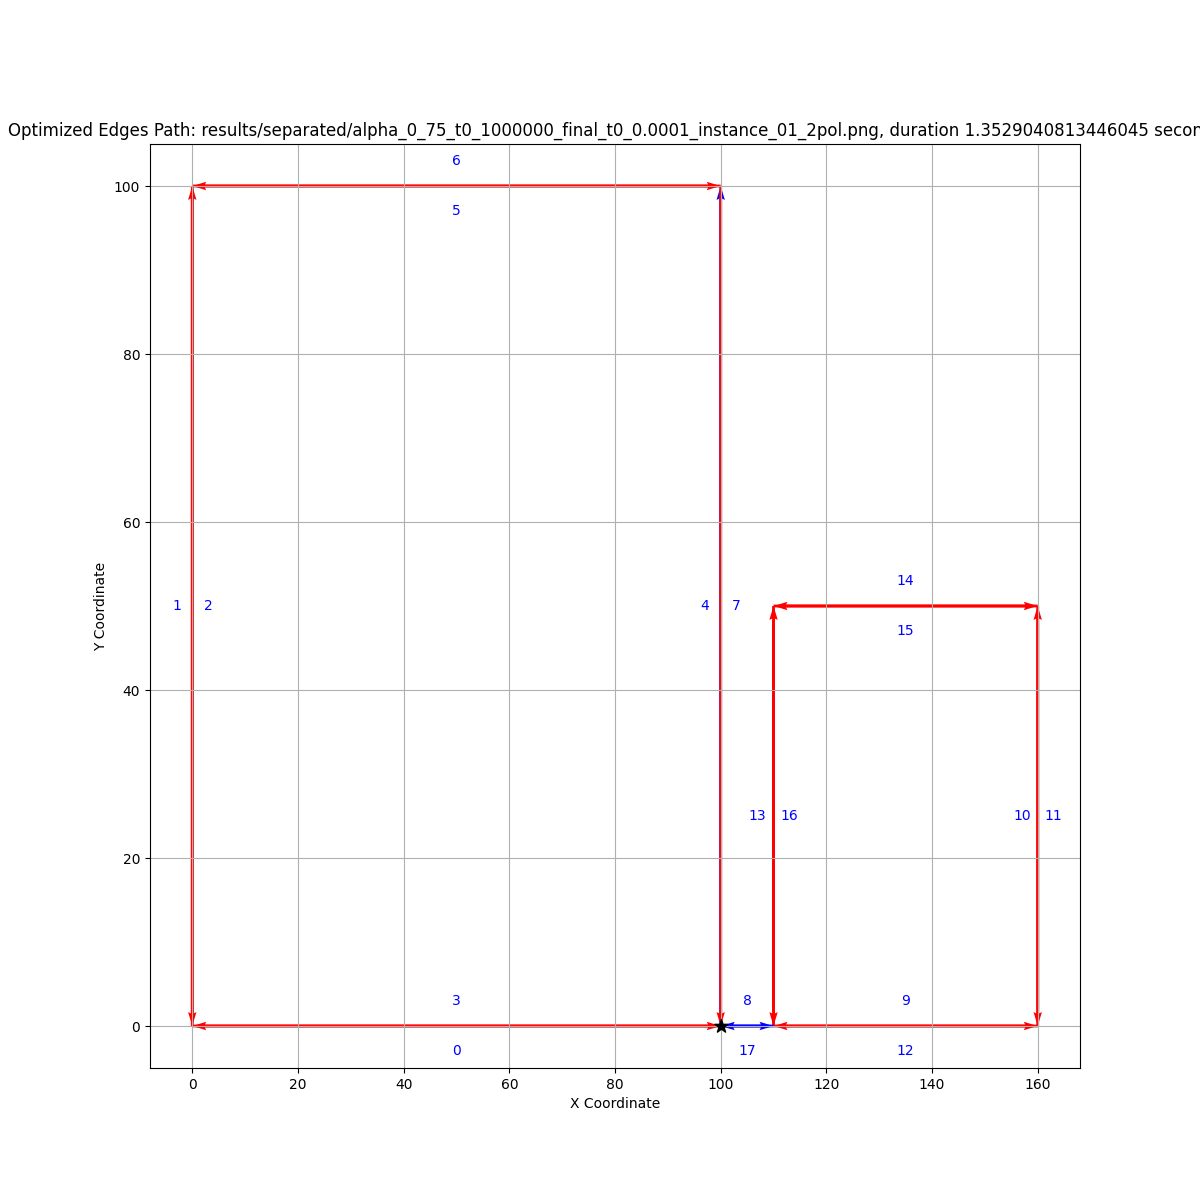 Optimized Edges Path: results/separated/alpha_0_75_t0_1000000_final_t0_0.0001_instance_01_2pol.png, duration 1.3529040813446045 secon
6
100
5
80
60
14
1 2 4 7
15
Y Coordinate
40
13 16 10 11
20
3 8 9
0
0 17 12
0 20 40 60 80 100 120 140 160
X Coordinate